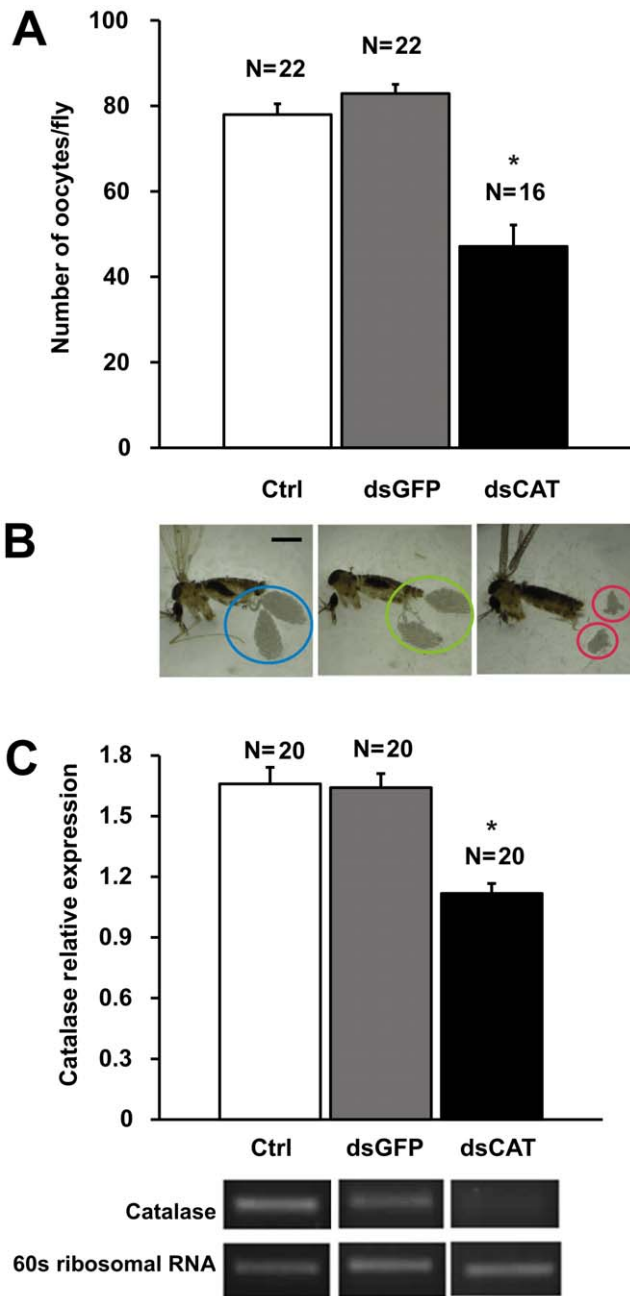 A
Number of oocytes/fly
100
80
60
40
20
0
N=22
N=22
*
N=16
Ctrl dsGFP dsCAT
B
C
Catalase relative expression
1.8
1.5
1.2
0.9
0.6
0.3
0
N=20
N=20
*
N=20
Ctrl dsGFP dsCAT
Catalase
60s ribosomal RNA